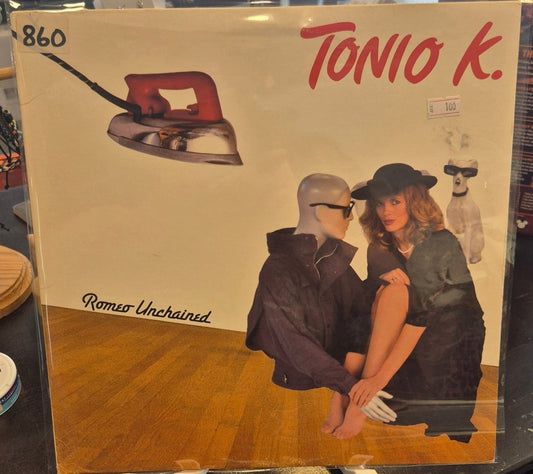 860
TONIO K.
100
Romeo Unchained